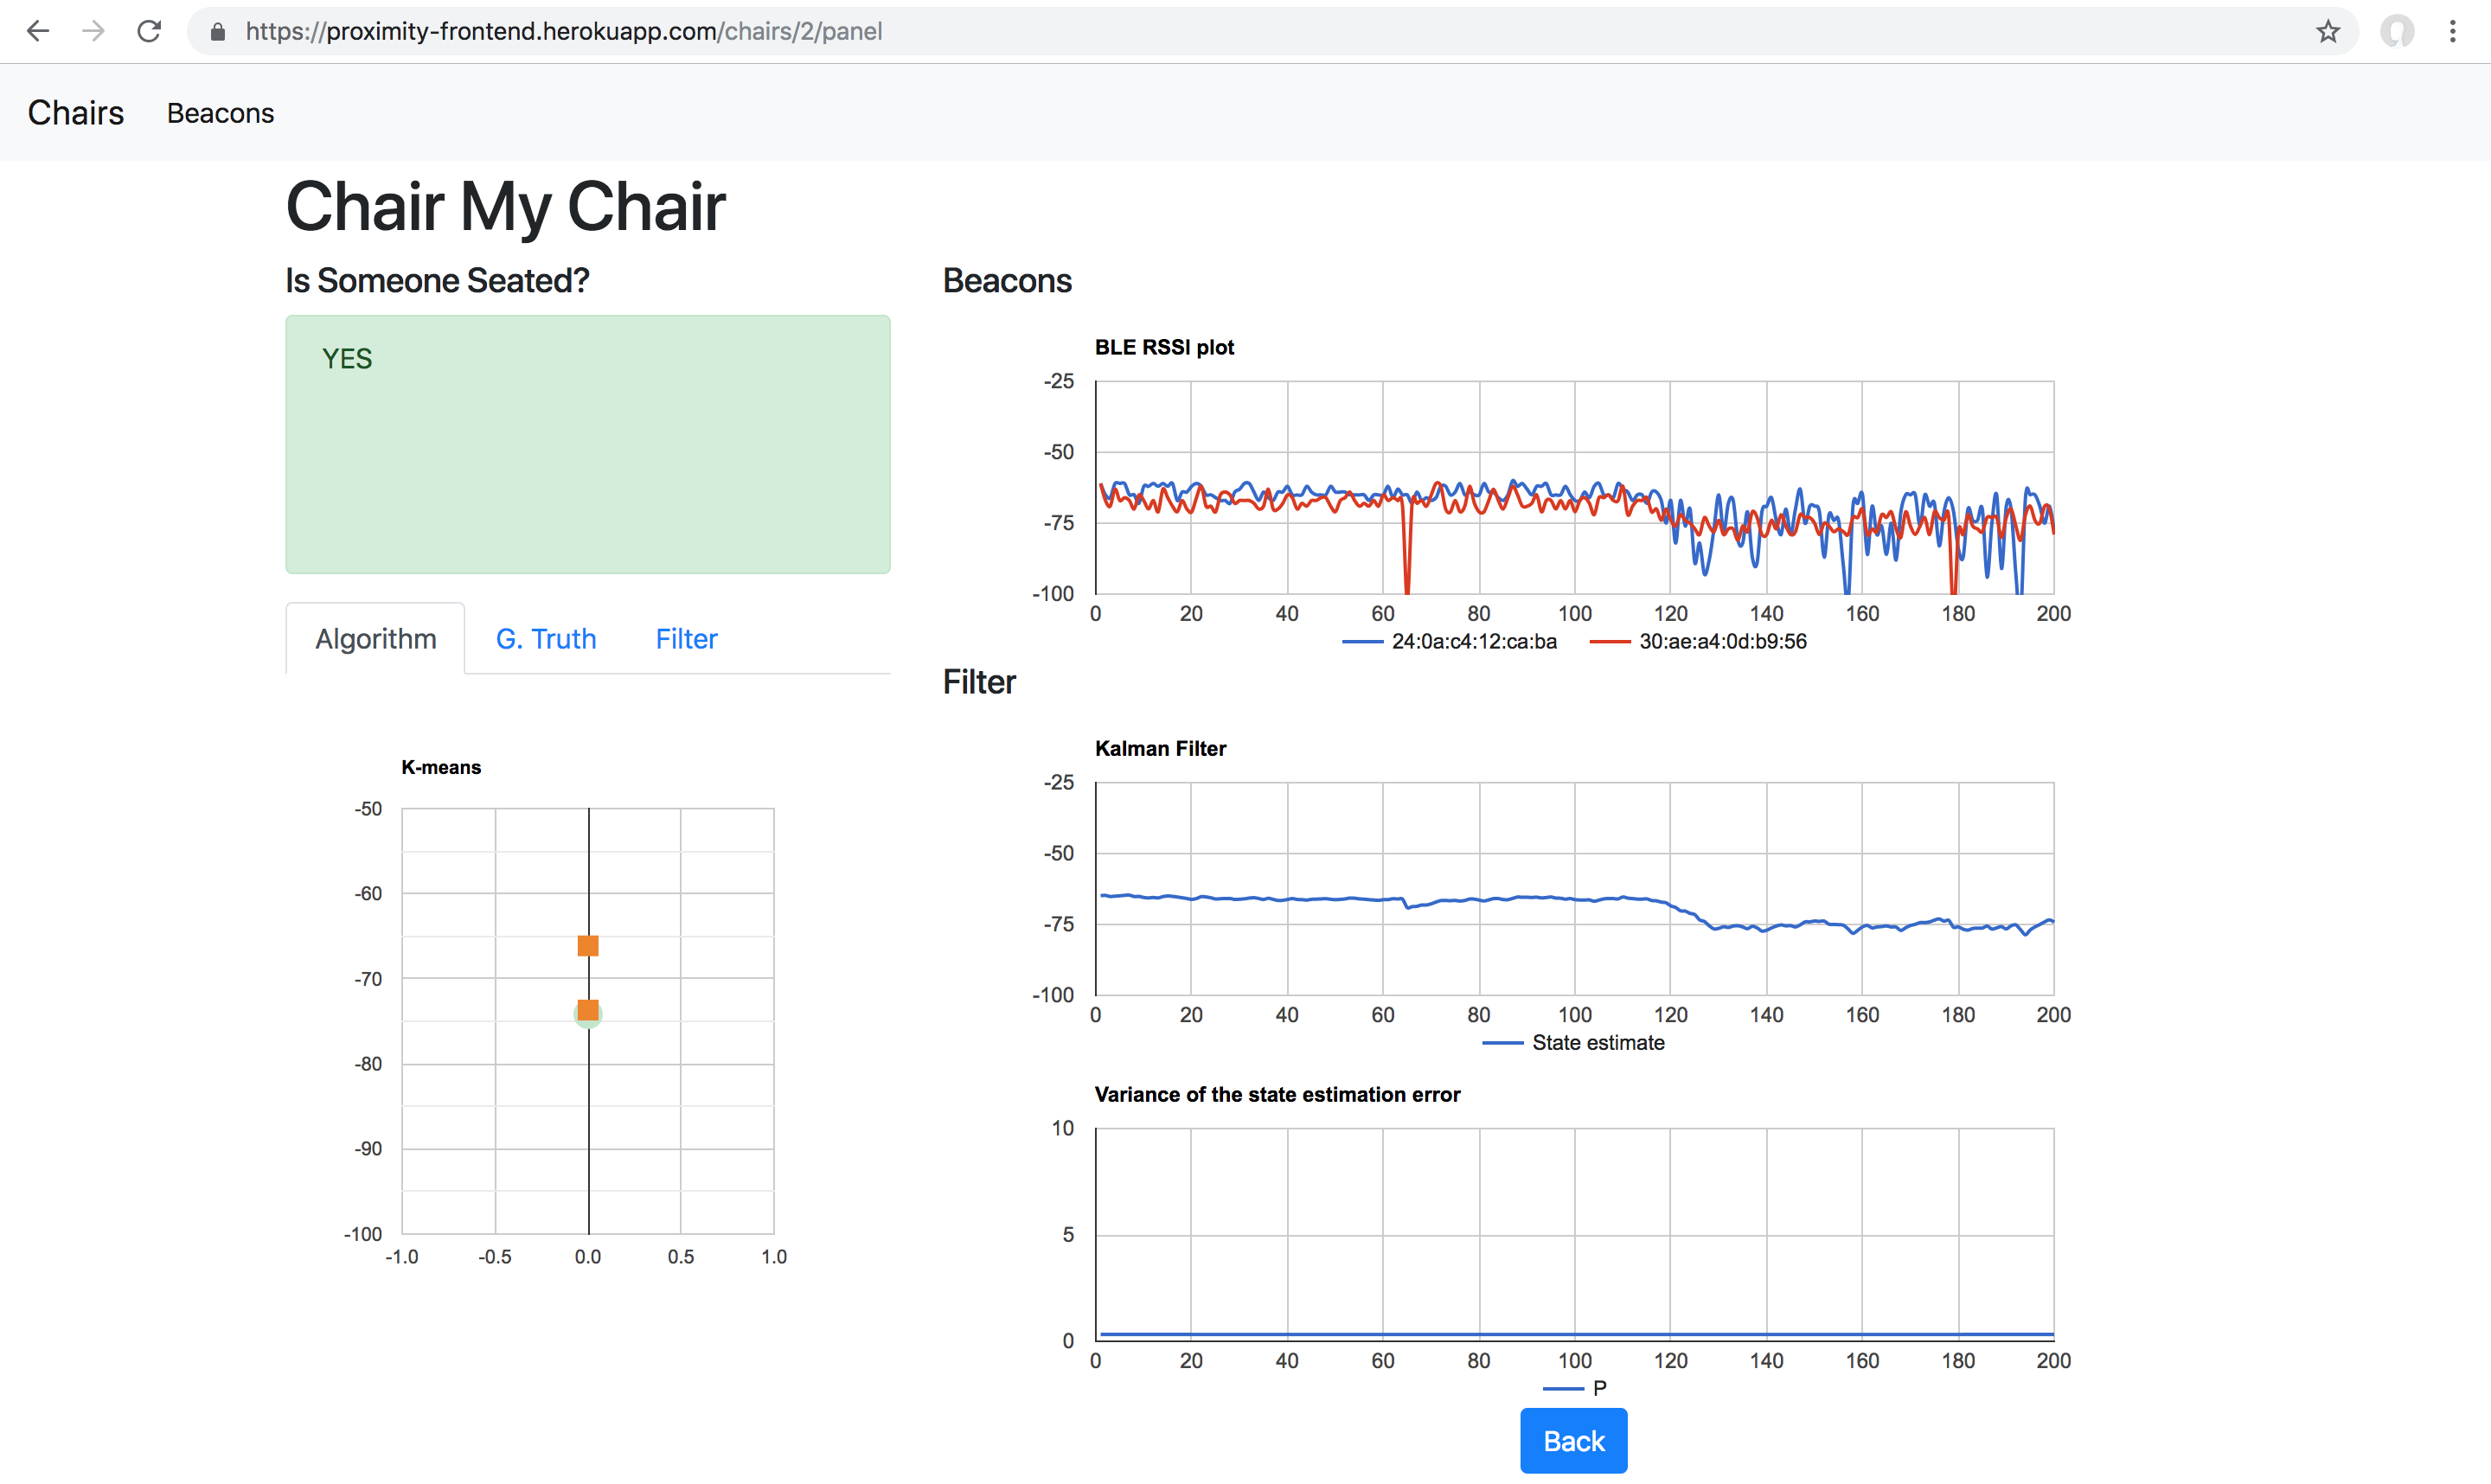 https://proximity-frontend.herokuapp.com/chairs/2/panel
Chairs Beacons
Chair My Chair
Is Someone Seated?
YES
Algorithm G. Truth Filter
K-means
-50
-60
-70
-80
-90
-100
-1.0 -0.5 0.0 0.5 1.0
Beacons
BLE RSSI plot
-25
-50
-75
-100
0 20 40 60 80 100 120 140 160 180 200
24:0a:c4:12:ca:ba 30:ae:a4:0d:b9:56
Filter
Kalman Filter
-25
-50
-75
-100
0 20 40 60 80 100 120 140 160 180 200
State estimate
Variance of the state estimation error
10
5
0
0 20 40 60 80 100 120 140 160 180 200
P
Back